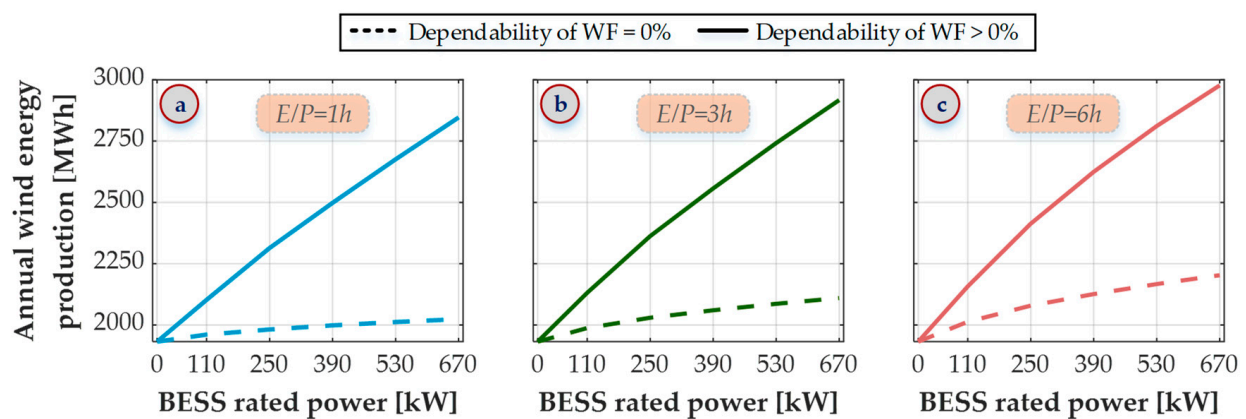 Dependability of WF = 0% Dependability of WF > 0%
Annual wind energy
production [MWh]
3000
2750
2500
2250
2000
a
E/P=1h
0 110 250 390 530 670
BESS rated power [kW]
b
E/P=3h
0 110 250 390 530 670
BESS rated power [kW]
c
E/P=6h
0 110 250 390 530 670
BESS rated power [kW]